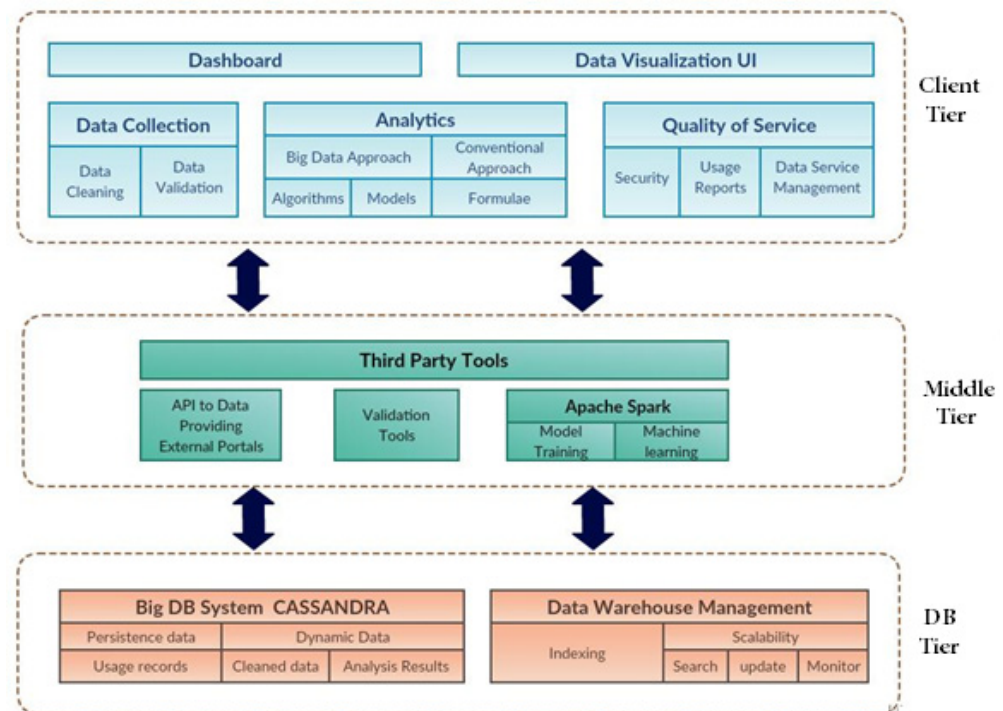 Dashboard
Data Visualization UI
Client
Tier
Data Collection
Data
Cleaning
Data
Validation
Analytics
Big Data Approach
Conventional
Approach
Algorithms
Models
Formulae
Quality of Service
Security
Usage
Reports
Data Service
Management
Third Party Tools
Middle
Tier
API to Data
Providing
External Portals
Validation
Tools
Apache Spark
Model
Training
Machine
learning
Big DB System CASSANDRA
Persistence data
Dynamic Data
Usage records
Cleaned data
Analysis Results
Data Warehouse Management
Indexing
Scalability
Search
update
Monitor
DB
Tier